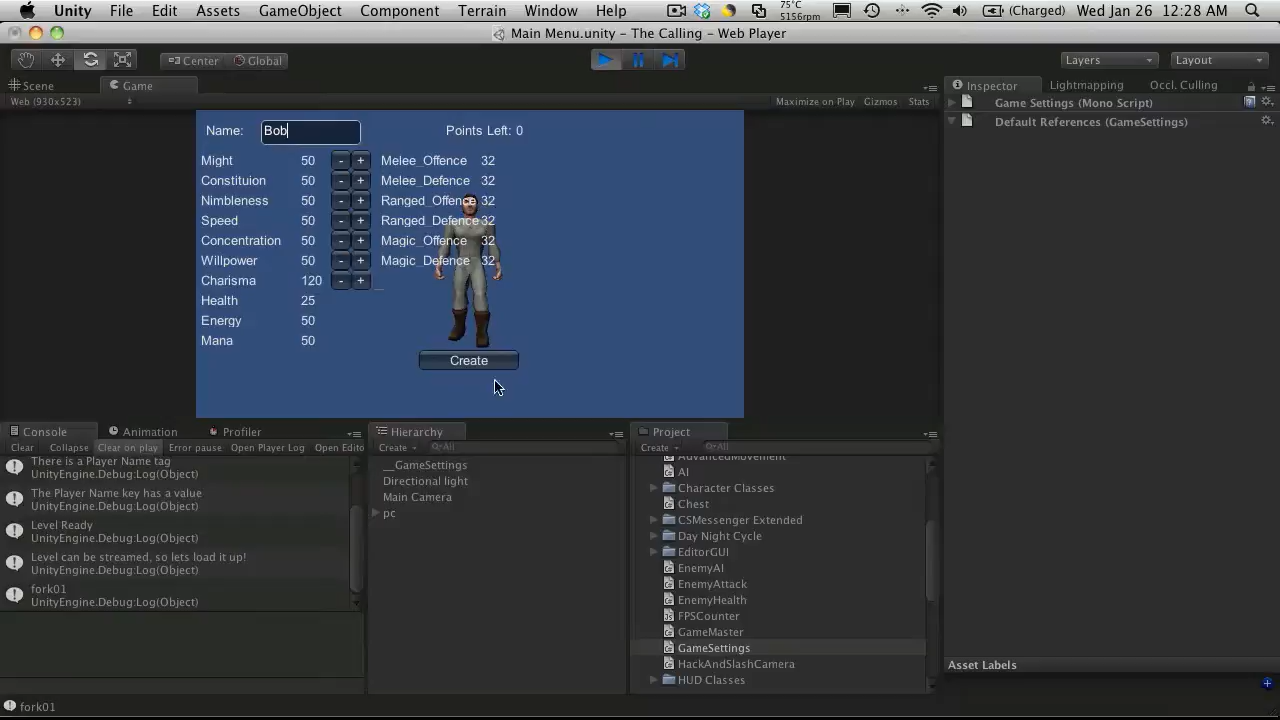 Unity File Edit Assets GameObject Component Terrain Window Help 75°C 5156rpm (Charged) Wed Jan 26 12:28 AM
Main Menu.unity – The Calling – Web Player
Center Global Layers Layout
Scene Game Inspector Lightmapping Occl. Culling
Web (930x523) Maximize on Play Gizmos Stats
Game Settings (Mono Script)
Default References (GameSettings)
Name: Bob Points Left: 0
Might 50 - + Melee_Offence 32
Constituion 50 - + Melee_Defence 32
Nimbleness 50 - + Ranged_Offence 32
Speed 50 - + Ranged_Defence 32
Concentration 50 - + Magic_Offence 32
Willpower 50 - + Magic_Defence 32
Charisma 120 - +
Health 25
Energy 50
Mana 50
Create
Console Animation Profiler
Clear Collapse Clear on play Error pause Open Player Log Open Edito
There is a Player Name tag
UnityEngine.Debug:Log(Object)
The Player Name key has a value
UnityEngine.Debug:Log(Object)
Level Ready
UnityEngine.Debug:Log(Object)
Level can be streamed, so lets load it up!
UnityEngine.Debug:Log(Object)
fork01
UnityEngine.Debug:Log(Object)
Hierarchy
Create All
__GameSettings
Directional light
Main Camera
pc
Project
Create All
AdvancedMovement
AI
Character Classes
Chest
CSMessenger Extended
Day Night Cycle
EditorGUI
EnemyAI
EnemyAttack
EnemyHealth
FPSCounter
GameMaster
GameSettings
HackAndSlashCamera
HUD Classes
Asset Labels
fork01